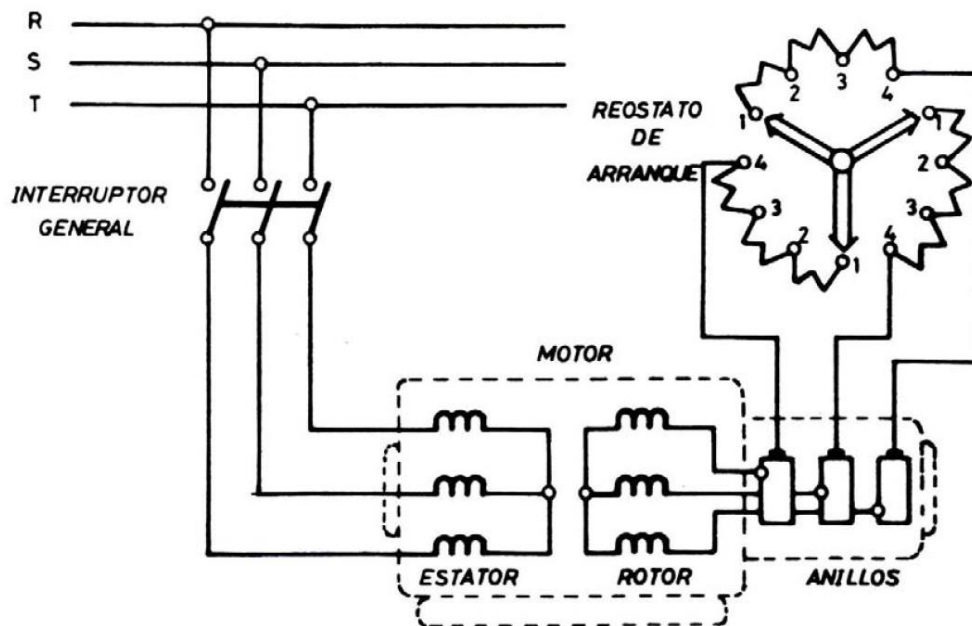 R
S
T
INTERRUPTOR
GENERAL
REOSTATO
DE
ARRANQUE
1
2
3
4
1
2
3
4
1
2
3
4
MOTOR
ESTATOR
ROTOR
ANILLOS